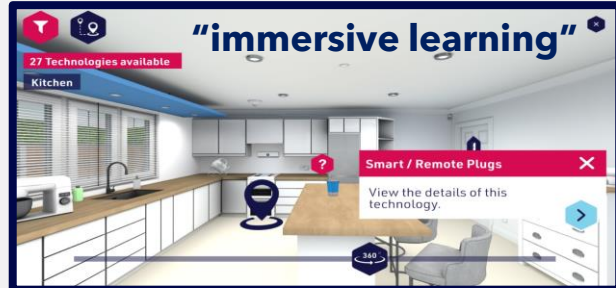 “immersive learning”
27 Technologies available
Kitchen
?
Smart / Remote Plugs
View the details of this
technology.
360°